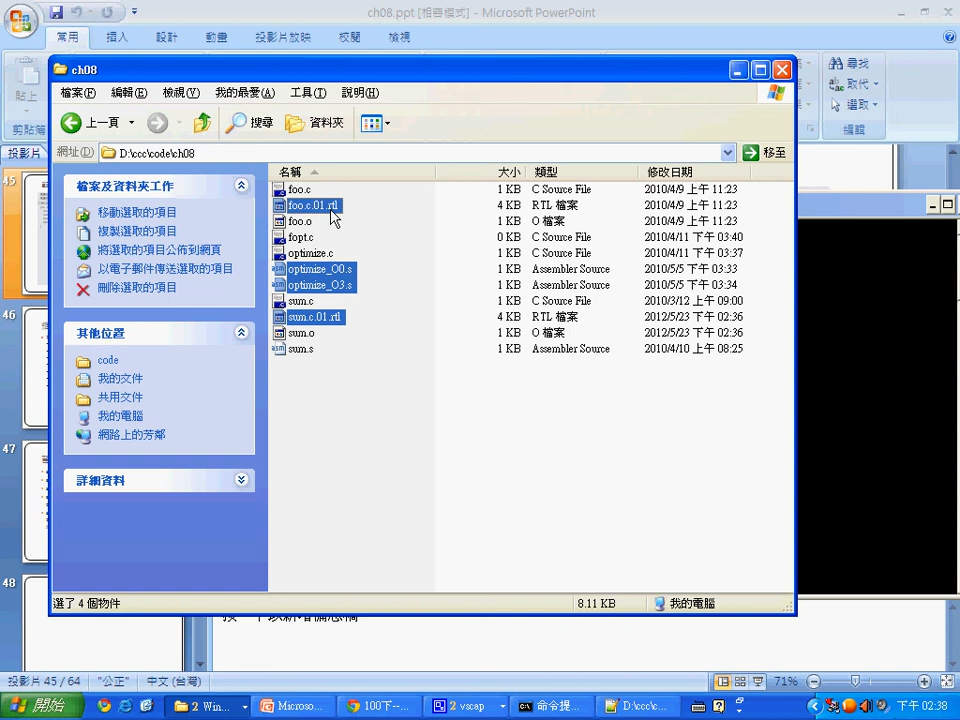 ch08.ppt [相容模式] - Microsoft PowerPoint
常用 插入 設計 動畫 投影片放映 校閱 檢視
貼上
剪貼簿
尋找
取代
選取
編輯
投影片
45
46
47
48
ch08
檔案(F) 編輯(E) 檢視(V) 我的最愛(A) 工具(T) 說明(H)
上一頁 搜尋 資料夾
網址(D) D:\ccc\code\ch08 移至
檔案及資料夾工作
移動選取的項目
複製選取的項目
將選取的項目公佈到網頁
以電子郵件傳送選取的項目
刪除選取的項目
其他位置
code
我的文件
共用文件
我的電腦
網路上的芳鄰
詳細資料
名稱 大小 類型 修改日期
foo.c 1 KB C Source File 2010/4/9 上午 11:23
foo.c.01.rtl 4 KB RTL 檔案 2010/4/9 上午 11:23
foo.o 1 KB O 檔案 2010/4/9 上午 11:23
fopt.c 0 KB C Source File 2010/4/11 下午 03:40
optimize.c 1 KB C Source File 2010/4/11 下午 03:37
optimize_O0.s 1 KB Assembler Source 2010/5/5 下午 03:33
optimize_O3.s 1 KB Assembler Source 2010/5/5 下午 03:34
sum.c 1 KB C Source File 2010/3/12 上午 09:00
sum.c.01.rtl 4 KB RTL 檔案 2012/5/23 下午 02:36
sum.o 1 KB O 檔案 2012/5/23 下午 02:36
sum.s 1 KB Assembler Source 2010/4/10 上午 08:25
選了 4 個物件 8.11 KB 我的電腦
投影片 45 / 64 "公正" 中文 (台灣) 71%
開始 2 Win... Microso... 100下--... 2 vscap 命令提... D:\ccc\c... 下午 02:38